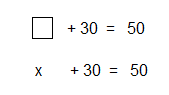 □ + 30 = 50
x + 30 = 50